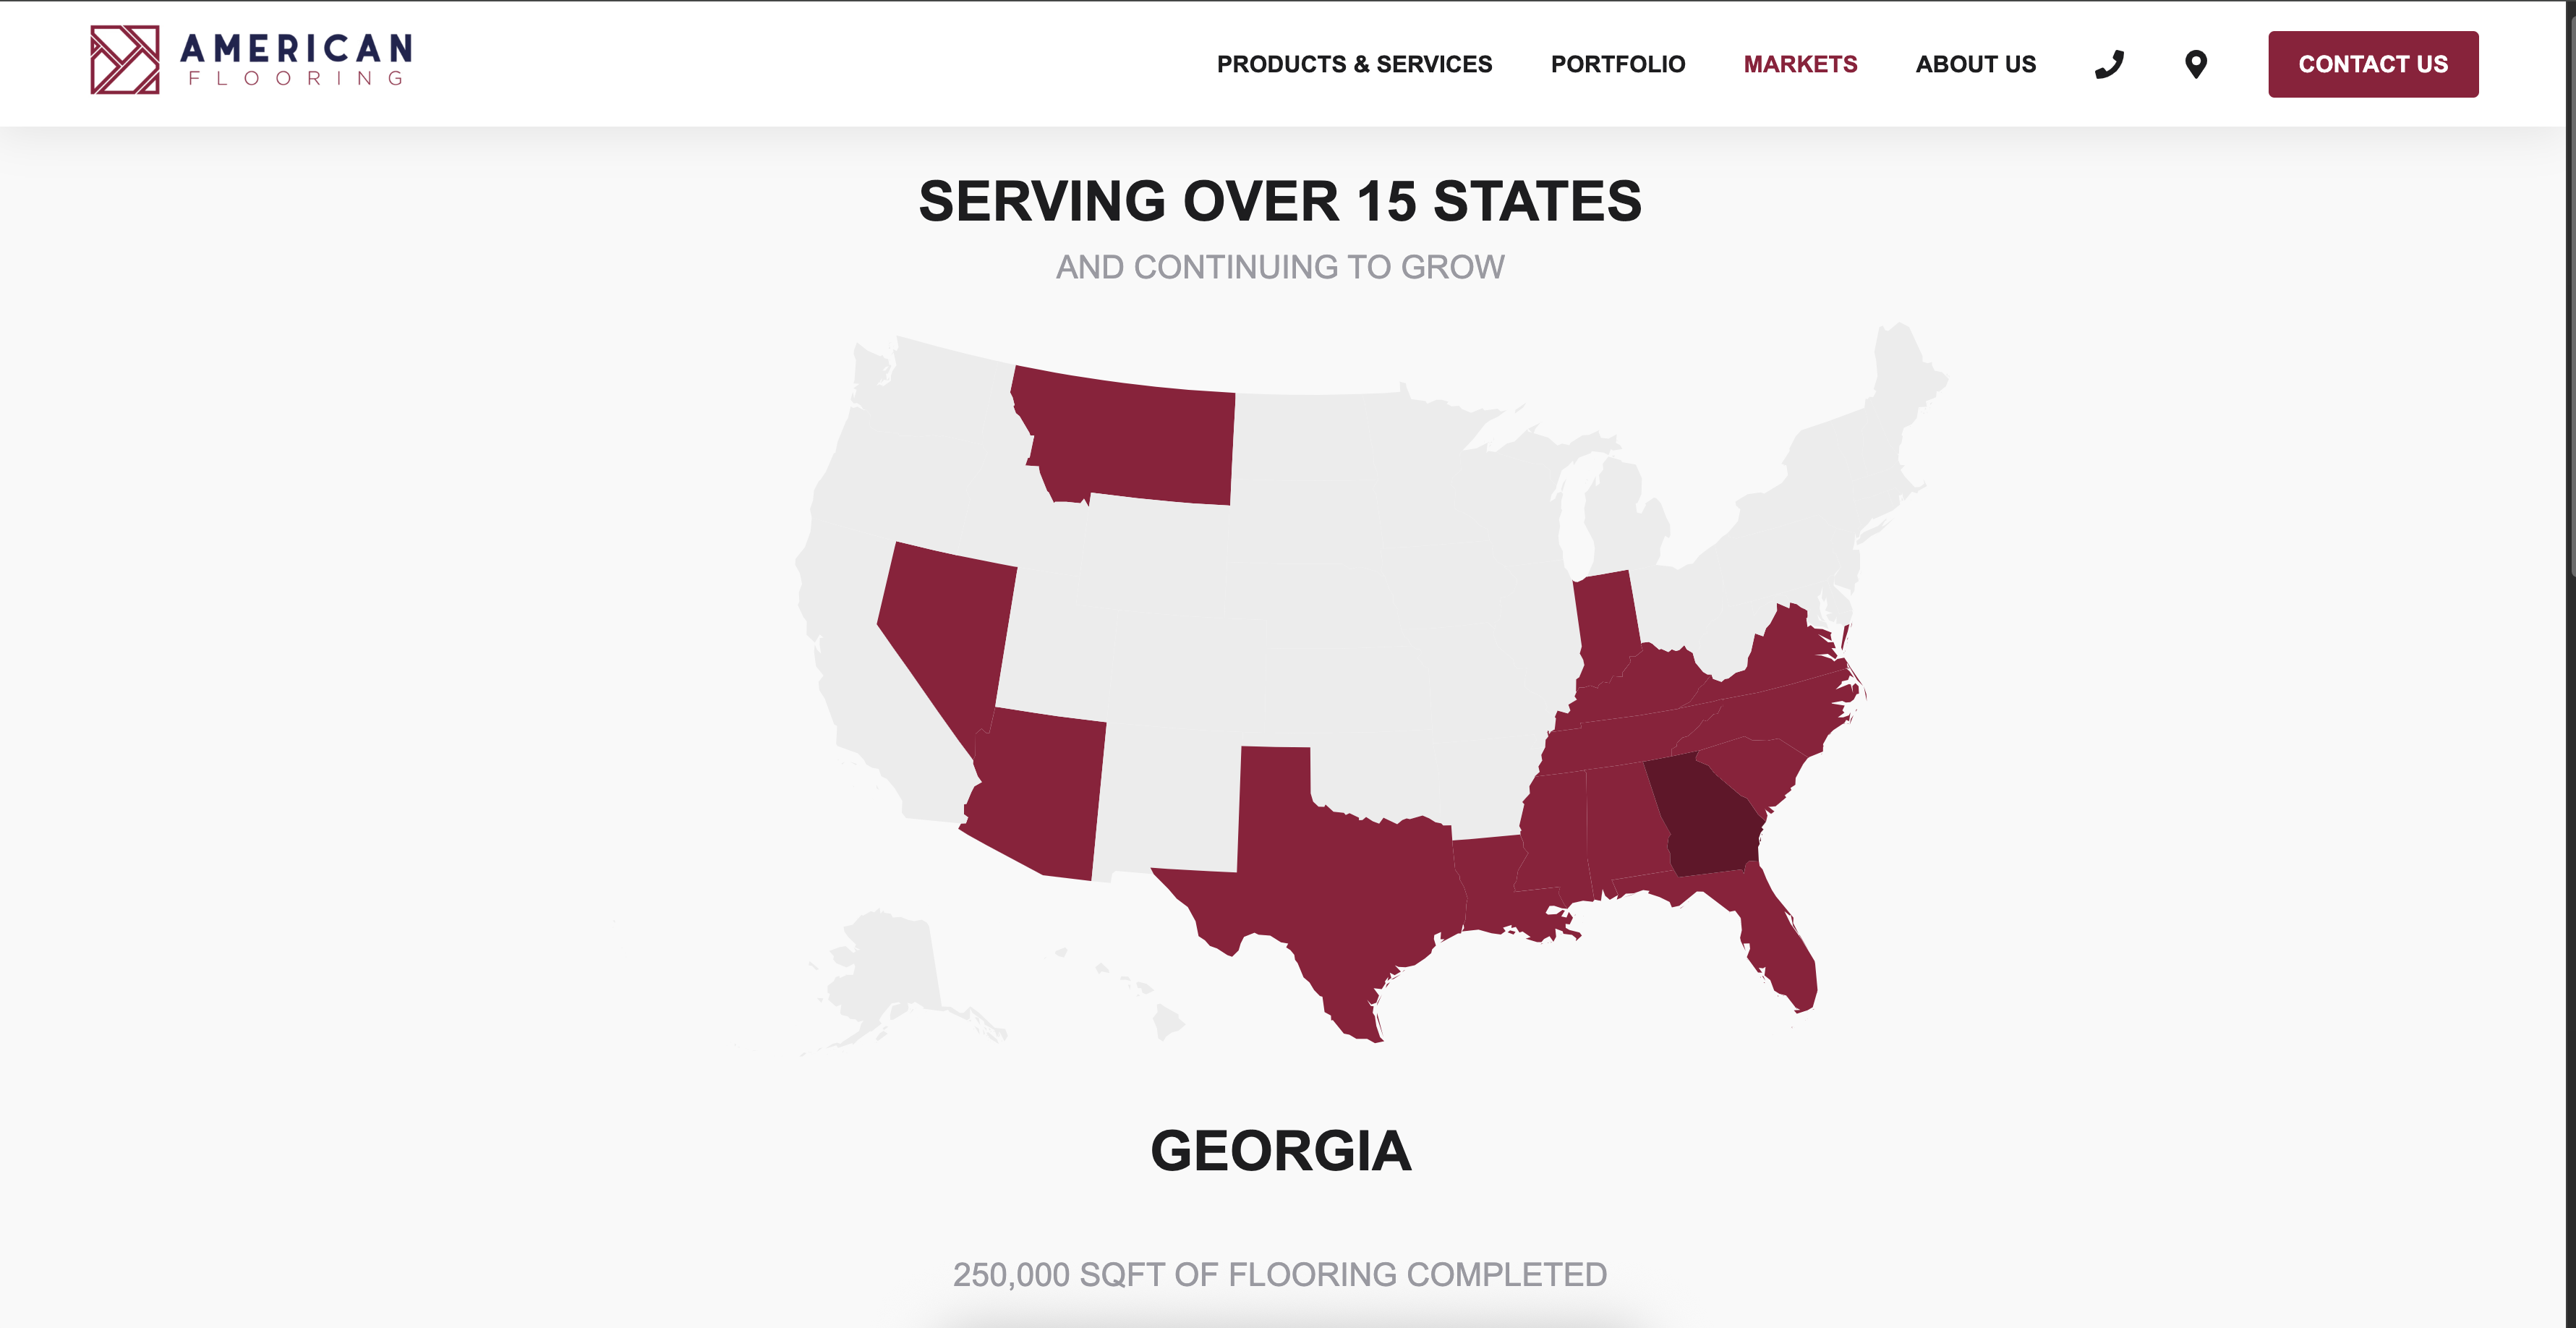 AMERICAN
FLOORING
PRODUCTS & SERVICES
PORTFOLIO
MARKETS
ABOUT US
CONTACT US
SERVING OVER 15 STATES
AND CONTINUING TO GROW
GEORGIA
250,000 SQFT OF FLOORING COMPLETED